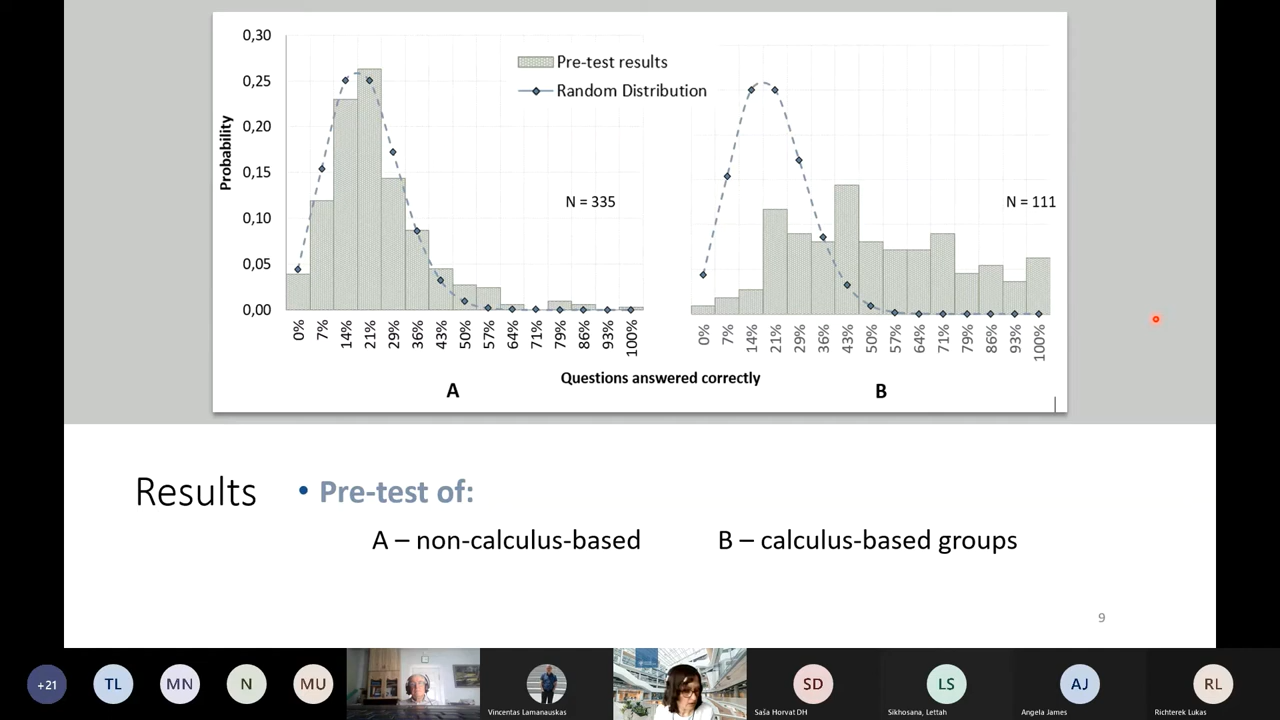 0,30
0,25
0,20
0,15
0,10
0,05
0,00
Probability
Pre-test results
Random Distribution
N = 335
N = 111
0% 7% 14% 21% 29% 36% 43% 50% 57% 64% 71% 79% 86% 93% 100%
0% 7% 14% 21% 29% 36% 43% 50% 57% 64% 71% 79% 86% 93% 100%
Questions answered correctly
A
B
Results
• Pre-test of:
A – non-calculus-based
B – calculus-based groups
9
+21
TL
MN
N
MU
Vincentas Lamanauskas
SD
Saša Horvat DH
LS
Sikhosana, Lettah
AJ
Angela James
RL
Richterek Lukas